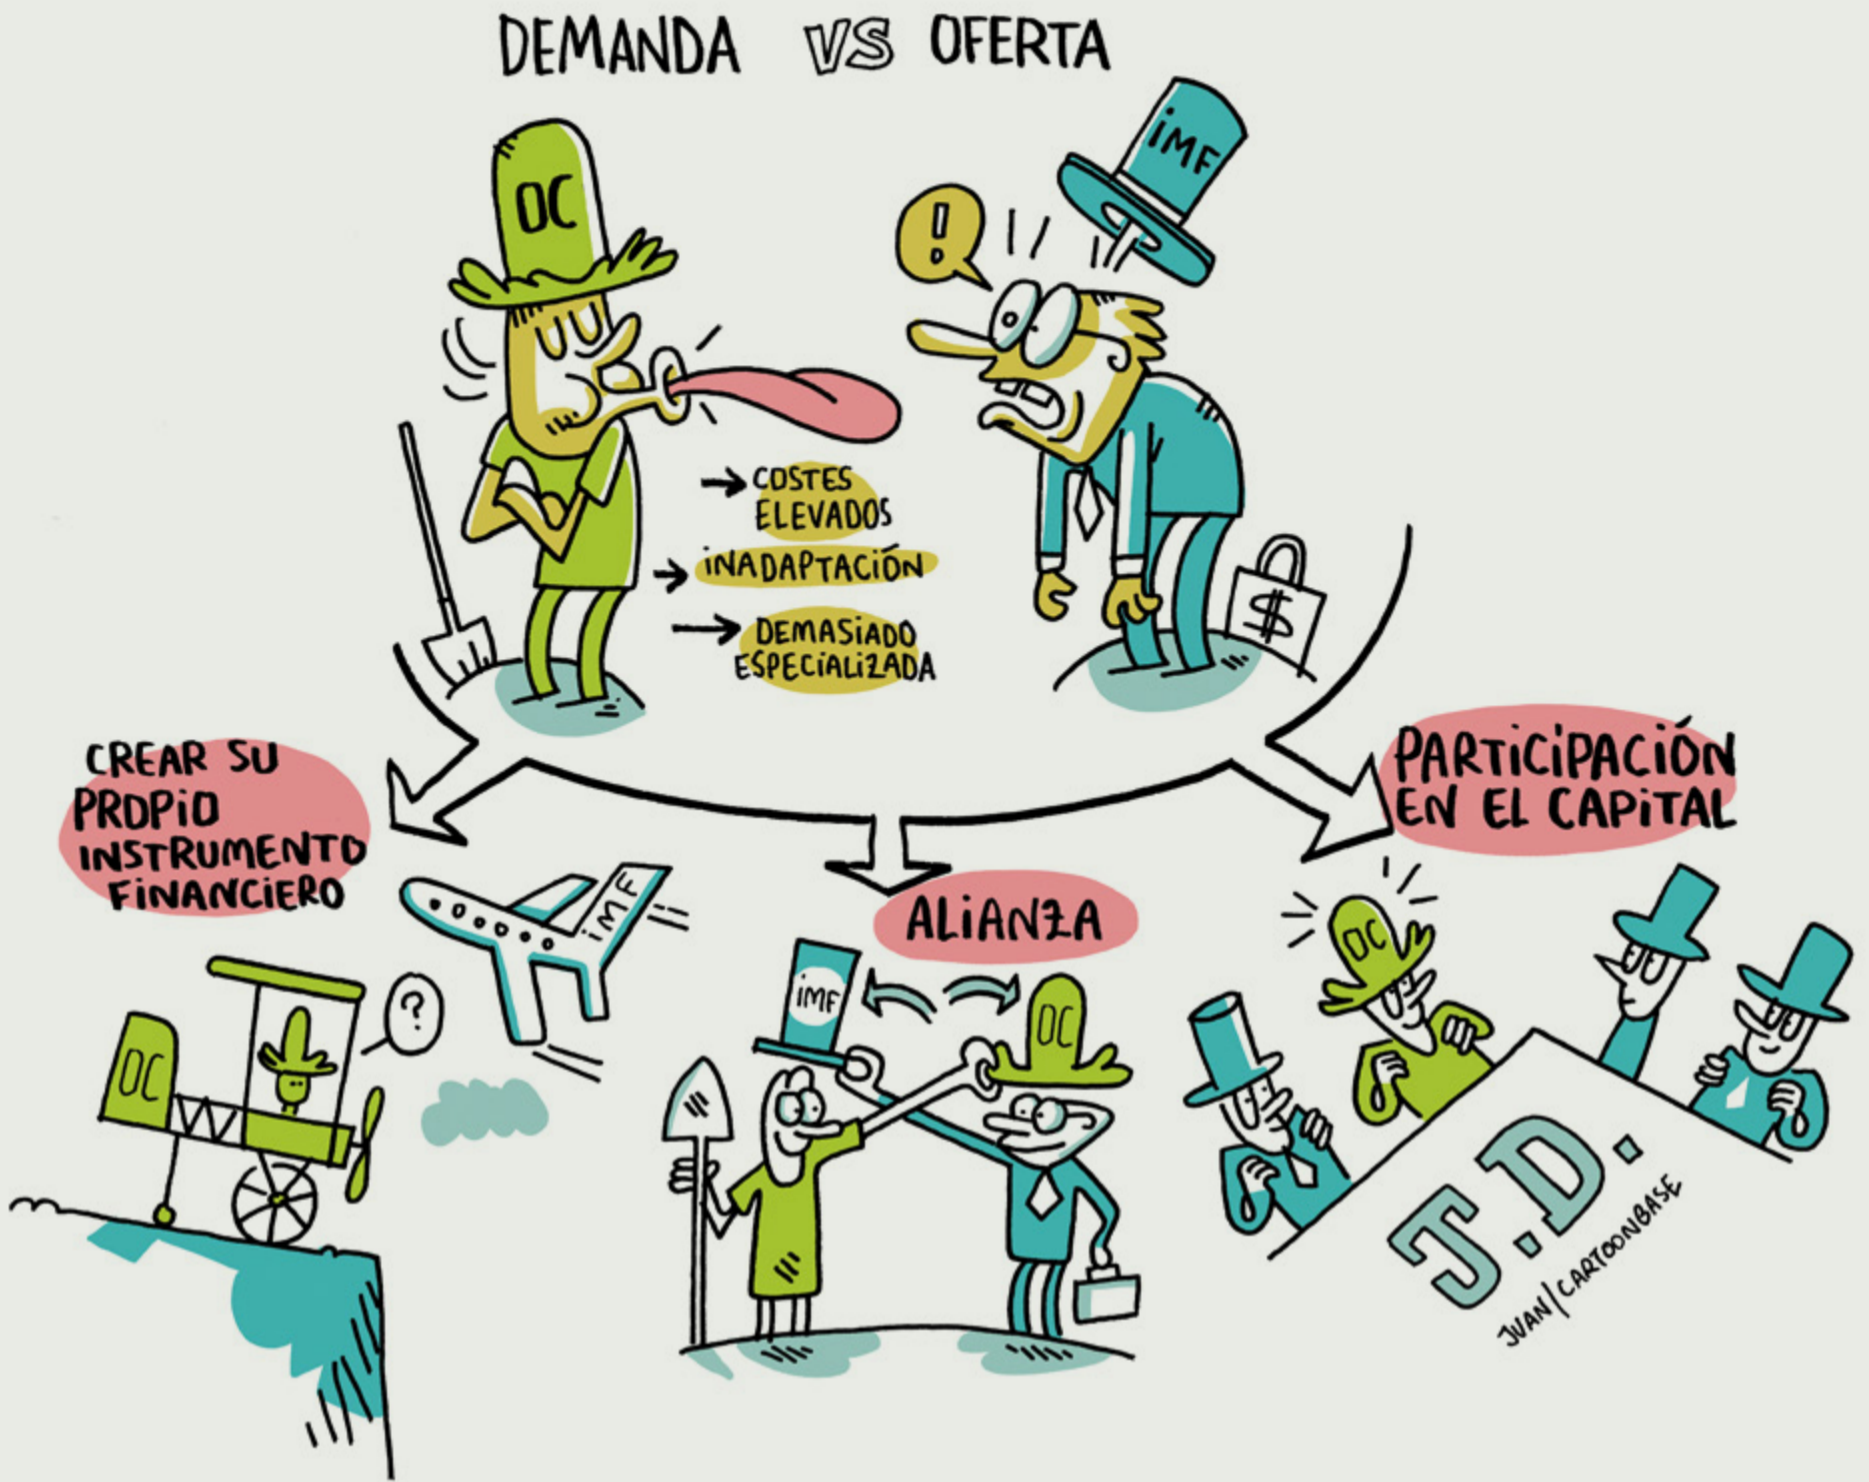 DEMANDA VS OFERTA
OC
iMF
!
→ COSTES
ELEVADOS
→ iNADAPTACiÓN
→ DEMASiADO
ESPECiALiZADA
$
CREAR SU
PROPiO
INSTRUMENTO
FiNANCiERO
PARTiCiPACiÓN
EN EL CAPiTAL
ALiANZA
iMF
OC
?
iMF
OC
OC
J.D.
JUAN/CARTOONBASE